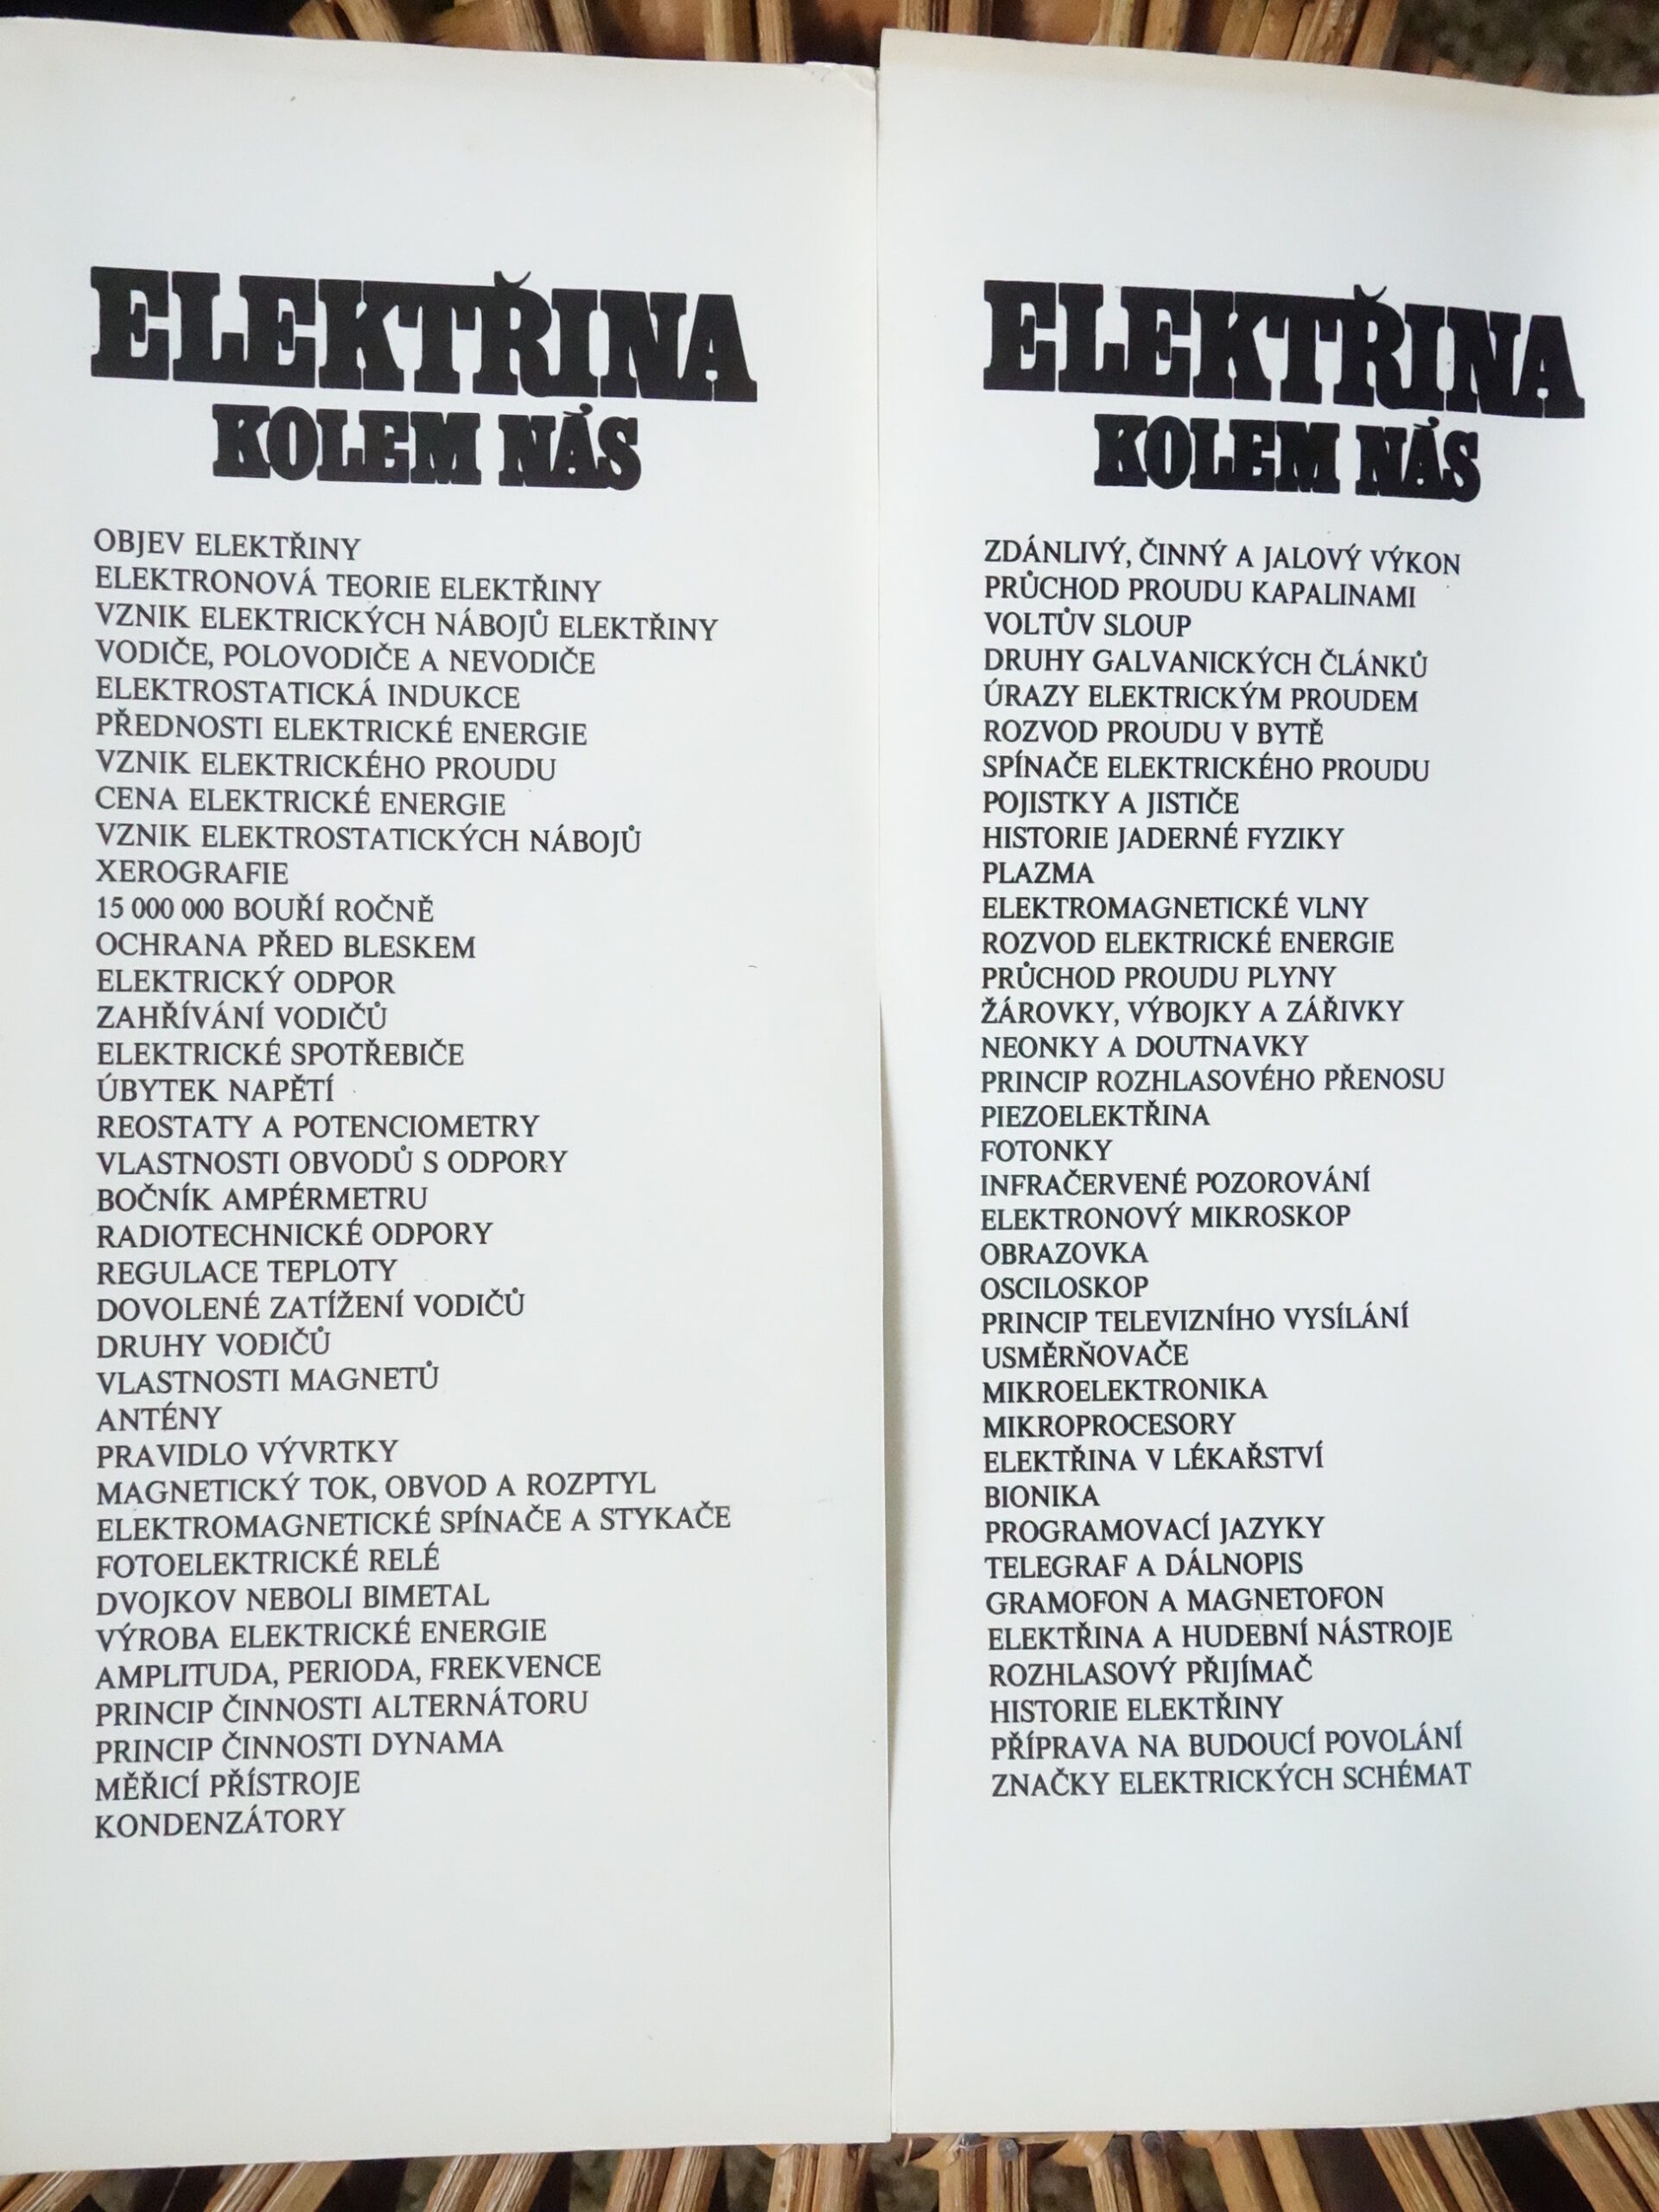 ELEKTŘINA
KOLEM NÁS
OBJEV ELEKTŘINY
ELEKTRONOVÁ TEORIE ELEKTŘINY
VZNIK ELEKTRICKÝCH NÁBOJŮ ELEKTŘINY
VODIČE, POLOVODIČE A NEVODIČE
ELEKTROSTATICKÁ INDUKCE
PŘEDNOSTI ELEKTRICKÉ ENERGIE
VZNIK ELEKTRICKÉHO PROUDU
CENA ELEKTRICKÉ ENERGIE
VZNIK ELEKTROSTATICKÝCH NÁBOJŮ
XEROGRAFIE
15 000 000 BOUŘÍ ROČNĚ
OCHRANA PŘED BLESKEM
ELEKTRICKÝ ODPOR
ZAHŘÍVÁNÍ VODIČŮ
ELEKTRICKÉ SPOTŘEBIČE
ÚBYTEK NAPĚTÍ
REOSTATY A POTENCIOMETRY
VLASTNOSTI OBVODŮ S ODPORY
BOČNÍK AMPÉRMETRU
RADIOTECHNICKÉ ODPORY
REGULACE TEPLOTY
DOVOLENÉ ZATÍŽENÍ VODIČŮ
DRUHY VODIČŮ
VLASTNOSTI MAGNETŮ
ANTÉNY
PRAVIDLO VÝVRTKY
MAGNETICKÝ TOK, OBVOD A ROZPTYL
ELEKTROMAGNETICKÉ SPÍNAČE A STYKAČE
FOTOELEKTRICKÉ RELÉ
DVOJKOV NEBOLI BIMETAL
VÝROBA ELEKTRICKÉ ENERGIE
AMPLITUDA, PERIODA, FREKVENCE
PRINCIP ČINNOSTI ALTERNÁTORU
PRINCIP ČINNOSTI DYNAMA
MĚŘICÍ PŘÍSTROJE
KONDENZÁTORY
ELEKTŘINA
KOLEM NÁS
ZDÁNLIVÝ, ČINNÝ A JALOVÝ VÝKON
PRŮCHOD PROUDU KAPALINAMI
VOLTŮV SLOUP
DRUHY GALVANICKÝCH ČLÁNKŮ
ÚRAZY ELEKTRICKÝM PROUDEM
ROZVOD PROUDU V BYTĚ
SPÍNAČE ELEKTRICKÉHO PROUDU
POJISTKY A JISTIČE
HISTORIE JADERNÉ FYZIKY
PLAZMA
ELEKTROMAGNETICKÉ VLNY
ROZVOD ELEKTRICKÉ ENERGIE
PRŮCHOD PROUDU PLYNY
ŽÁROVKY, VÝBOJKY A ZÁŘIVKY
NEONKY A DOUTNAVKY
PRINCIP ROZHLASOVÉHO PŘENOSU
PIEZOELEKTŘINA
FOTONKY
INFRAČERVENÉ POZOROVÁNÍ
ELEKTRONOVÝ MIKROSKOP
OBRAZOVKA
OSCILOSKOP
PRINCIP TELEVIZNÍHO VYSÍLÁNÍ
USMĚRŇOVAČE
MIKROELEKTRONIKA
MIKROPROCESORY
ELEKTŘINA V LÉKAŘSTVÍ
BIONIKA
PROGRAMOVACÍ JAZYKY
TELEGRAF A DÁLNOPIS
GRAMOFON A MAGNETOFON
ELEKTŘINA A HUDEBNÍ NÁSTROJE
ROZHLASOVÝ PŘIJÍMAČ
HISTORIE ELEKTŘINY
PŘÍPRAVA NA BUDOUCÍ POVOLÁNÍ
ZNAČKY ELEKTRICKÝCH SCHÉMAT